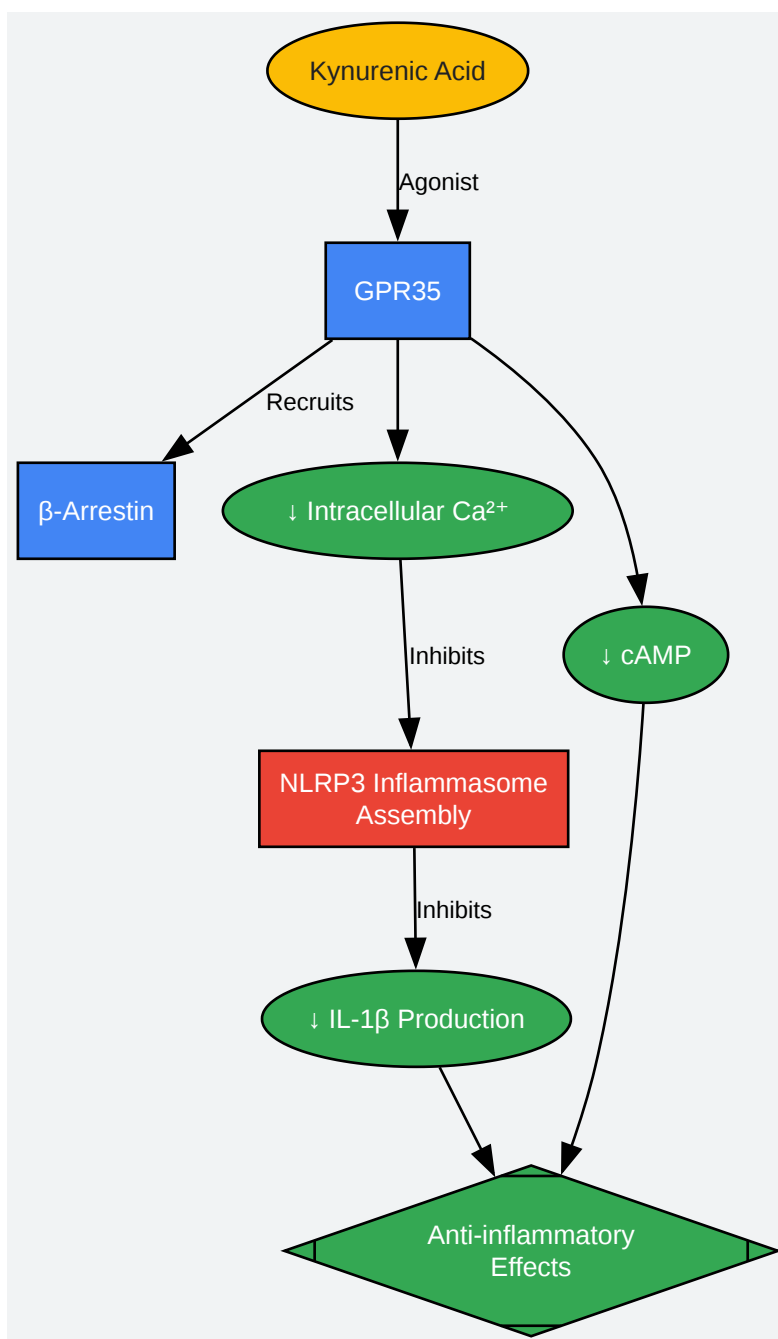 Kynurenic Acid
Agonist
GPR35
Recruits
β-Arrestin
↓ Intracellular Ca²⁺
Inhibits
↓ cAMP
NLRP3 Inflammasome
Assembly
Inhibits
↓ IL-1β Production
Anti-inflammatory
Effects